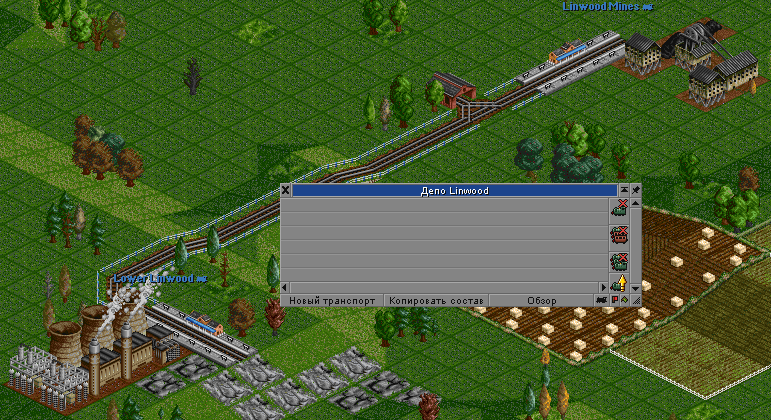 Linwood Mines
Депо Linwood
Lower Linwood
Новый транспорт
Копировать состав
Обзор